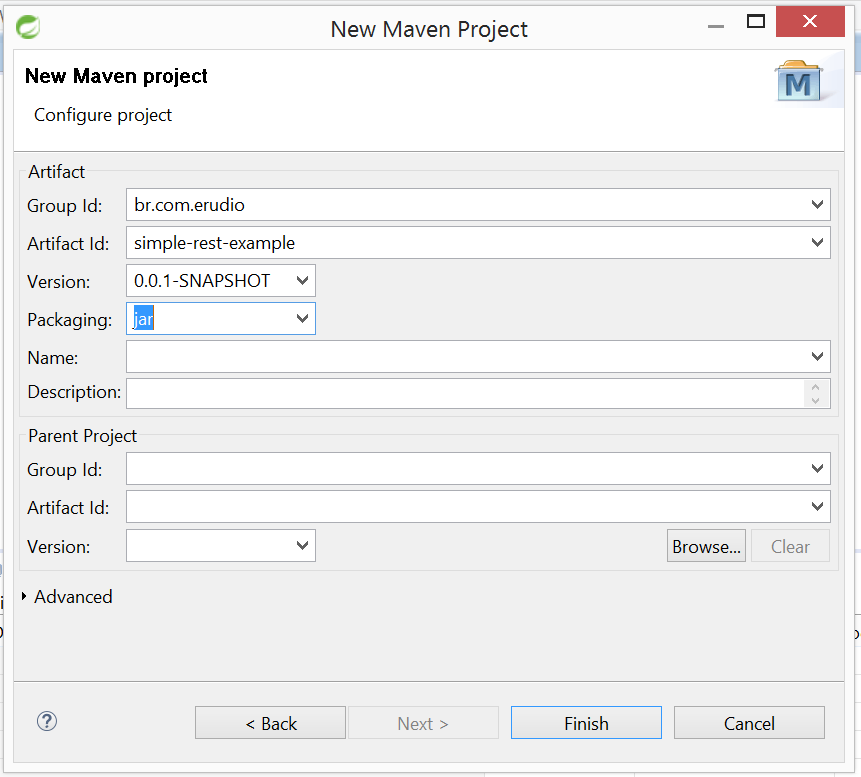 New Maven Project
New Maven project
M
Configure project
Artifact
Group Id: br.com.erudio
Artifact Id: simple-rest-example
Version: 0.0.1-SNAPSHOT
Packaging: jar
Name:
Description:
Parent Project
Group Id:
Artifact Id:
Version: Browse... Clear
Advanced
? < Back Next > Finish Cancel